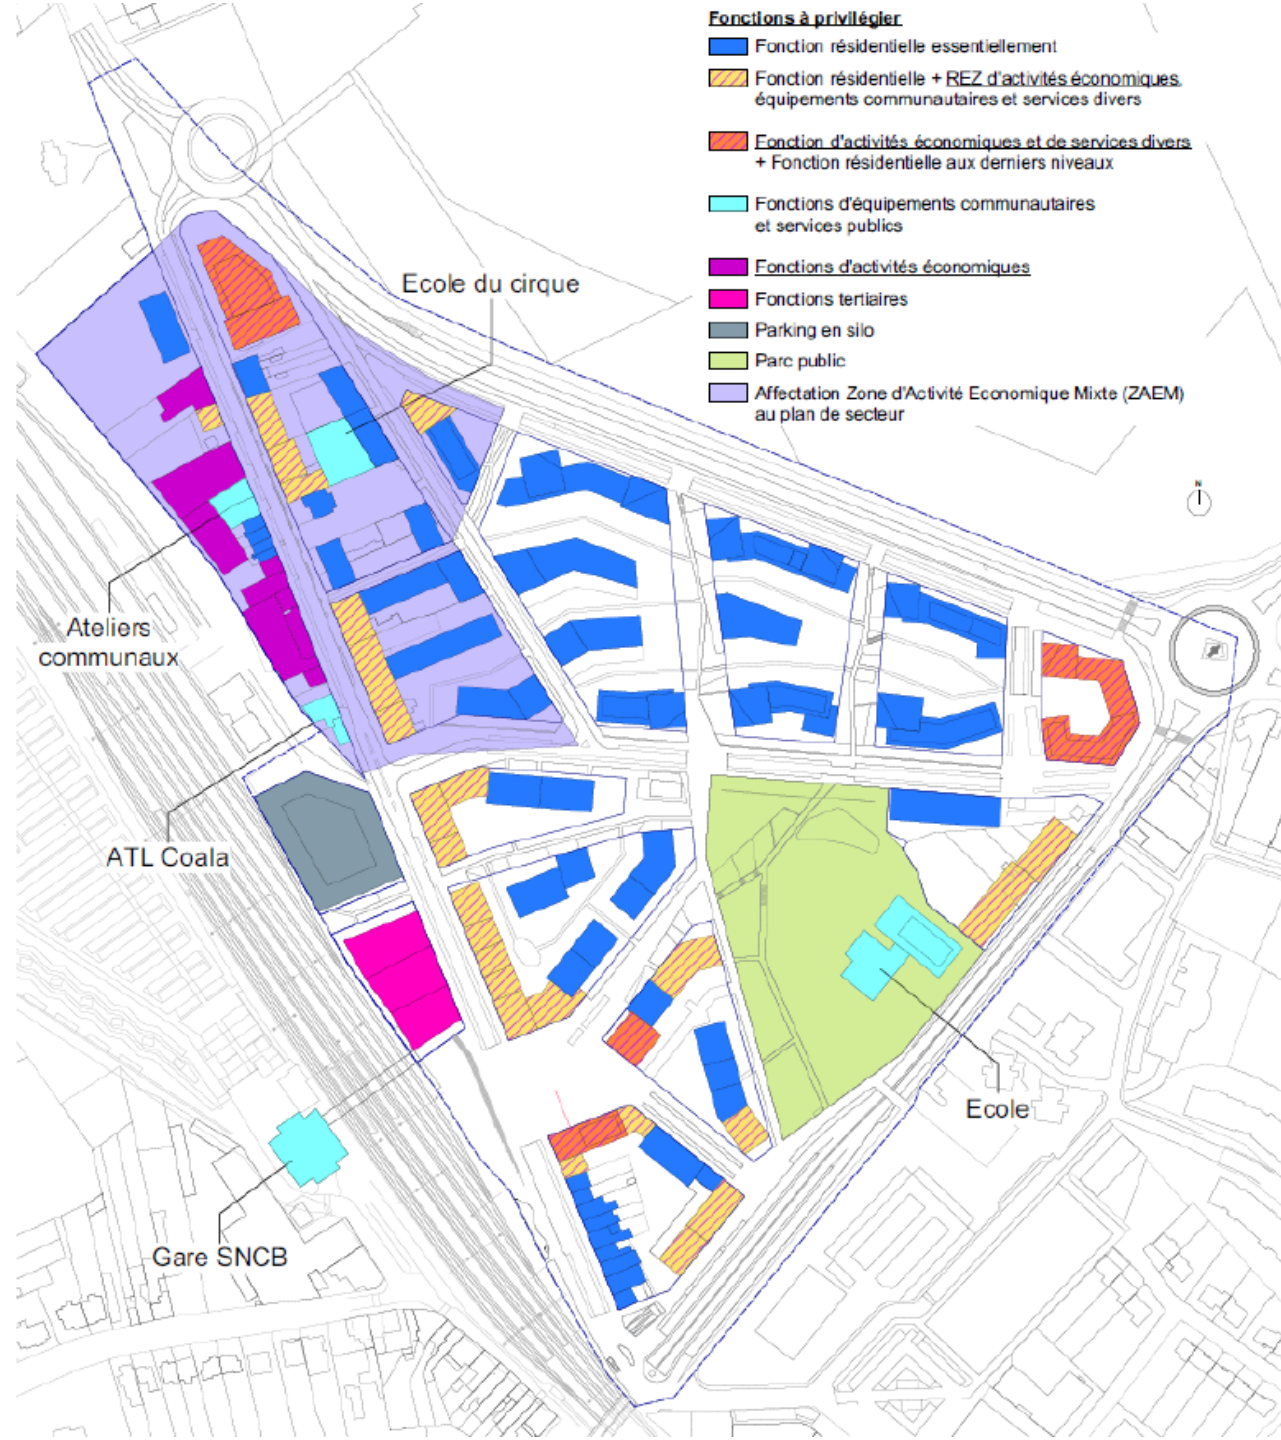 Fonctions à privilégier
Fonction résidentielle essentiellement
Fonction résidentielle + REZ d'activités économiques,
équipements communautaires et services divers
Fonction d'activités économiques et de services divers
+ Fonction résidentielle aux derniers niveaux
Fonctions d'équipements communautaires
et services publics
Fonctions d'activités économiques
Fonctions tertiaires
Parking en silo
Parc public
Affectation Zone d'Activité Economique Mixte (ZAEM)
au plan de secteur
Ecole du cirque
N
Ateliers
communaux
ATL Coala
Ecole
Gare SNCB